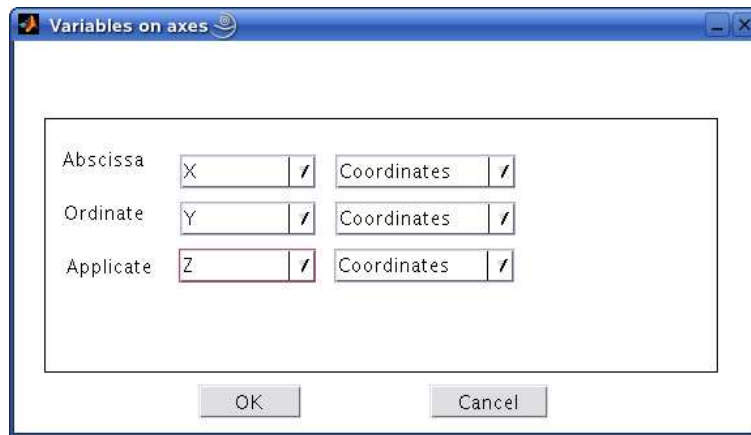 Variables on axes
Abscissa X Coordinates
Ordinate Y Coordinates
Applicate Z Coordinates
OK Cancel